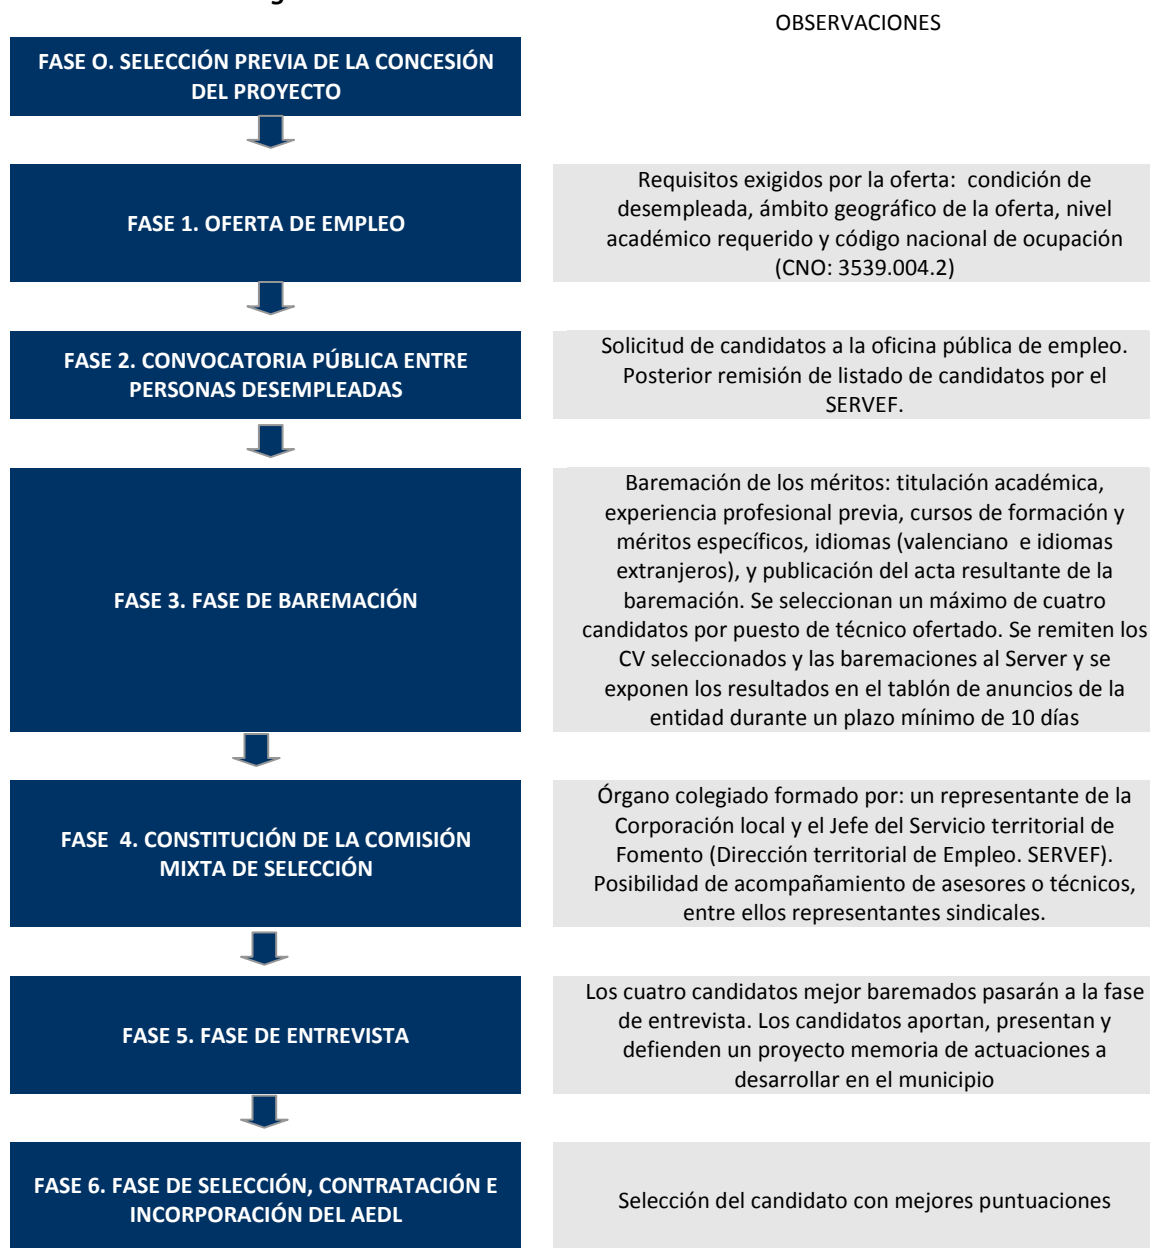 OBSERVACIONES
FASE O. SELECCIÓN PREVIA DE LA CONCESIÓN
DEL PROYECTO
FASE 1. OFERTA DE EMPLEO
Requisitos exigidos por la oferta:  condición de
desempleada, ámbito geográfico de la oferta, nivel
académico requerido y código nacional de ocupación
(CNO: 3539.004.2)
FASE 2. CONVOCATORIA PÚBLICA ENTRE
PERSONAS DESEMPLEADAS
Solicitud de candidatos a la oficina pública de empleo.
Posterior remisión de listado de candidatos por el
SERVEF.
FASE 3. FASE DE BAREMACIÓN
Baremación de los méritos: titulación académica,
experiencia profesional previa, cursos de formación y
méritos específicos, idiomas (valenciano  e idiomas
extranjeros), y publicación del acta resultante de la
baremación. Se seleccionan un máximo de cuatro
candidatos por puesto de técnico ofertado. Se remiten los
CV seleccionados y las baremaciones al Server y se
exponen los resultados en el tablón de anuncios de la
entidad durante un plazo mínimo de 10 días
FASE  4. CONSTITUCIÓN DE LA COMISIÓN
MIXTA DE SELECCIÓN
Órgano colegiado formado por: un representante de la
Corporación local y el Jefe del Servicio territorial de
Fomento (Dirección territorial de Empleo. SERVEF).
Posibilidad de acompañamiento de asesores o técnicos,
entre ellos representantes sindicales.
FASE 5. FASE DE ENTREVISTA
Los cuatro candidatos mejor baremados pasarán a la fase
de entrevista. Los candidatos aportan, presentan y
defienden un proyecto memoria de actuaciones a
desarrollar en el municipio
FASE 6. FASE DE SELECCIÓN, CONTRATACIÓN E
INCORPORACIÓN DEL AEDL
Selección del candidato con mejores puntuaciones